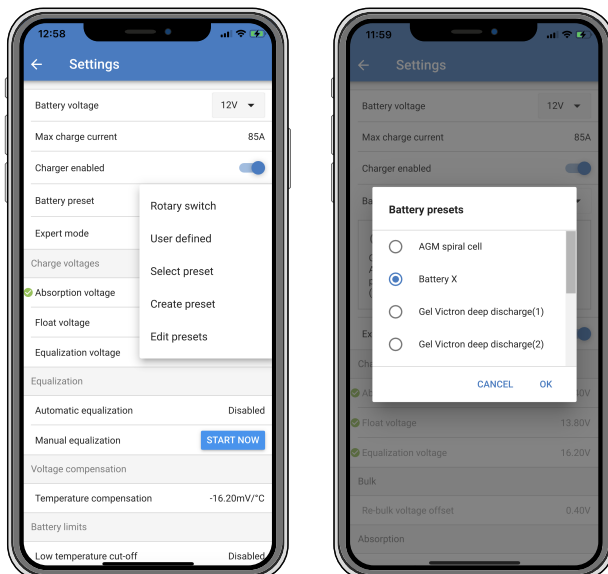 12:58
Settings
Battery voltage 12V
Max charge current 85A
Charger enabled
Battery preset
Expert mode
Charge voltages
Absorption voltage
Float voltage
Equalization voltage
Rotary switch
User defined
Select preset
Create preset
Edit presets
Equalization
Automatic equalization Disabled
Manual equalization START NOW
Voltage compensation
Temperature compensation -16.20mV/°C
Battery limits
Low temperature cut-off Disabled
11:59
Settings
Battery voltage 12V
Max charge current 85A
Charger enabled
Ba
Battery presets
AGM spiral cell
Battery X
Gel Victron deep discharge(1)
Gel Victron deep discharge(2)
CANCEL OK
Ex
Ch
Ab
Float voltage 13.80V
Equalization voltage 16.20V
Bulk
Re-bulk voltage offset 0.40V
Absorption